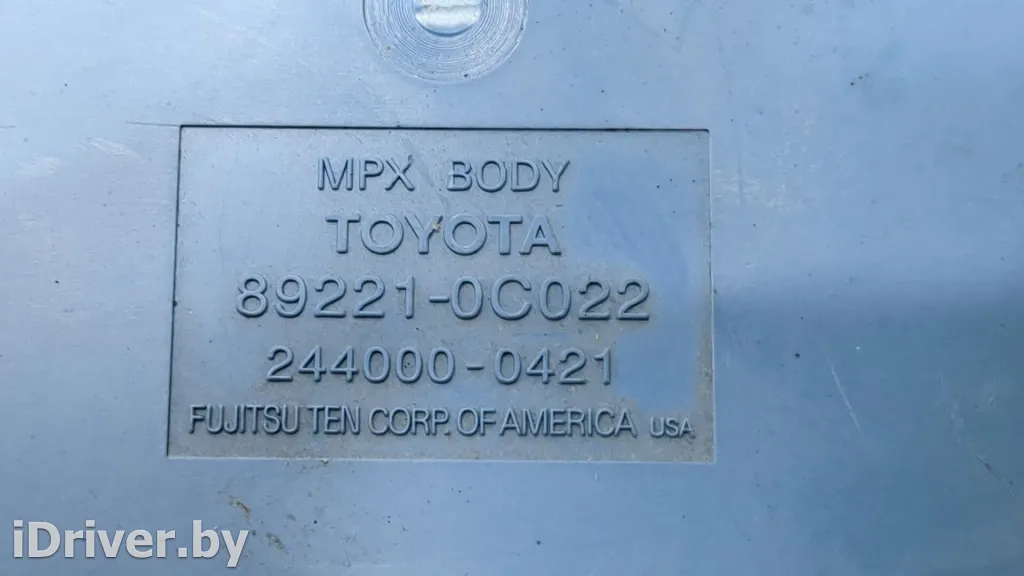 MPX BODY
TOYOTA
89221-0C022
244000-0421
FUJITSU TEN CORP. OF AMERICA USA
iDriver.by